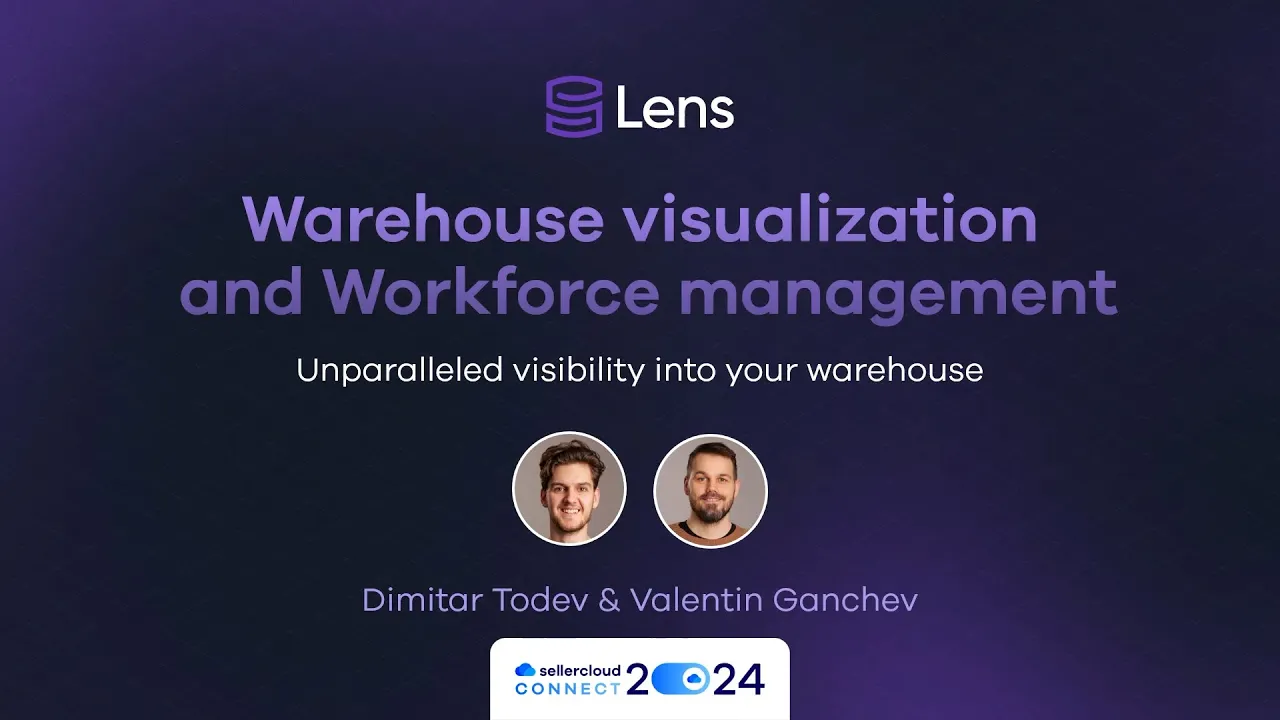 Lens
Warehouse visualization
and Workforce management
Unparalleled visibility into your warehouse
Dimitar Todev & Valentin Ganchev
sellercloud
CONNECT 2024